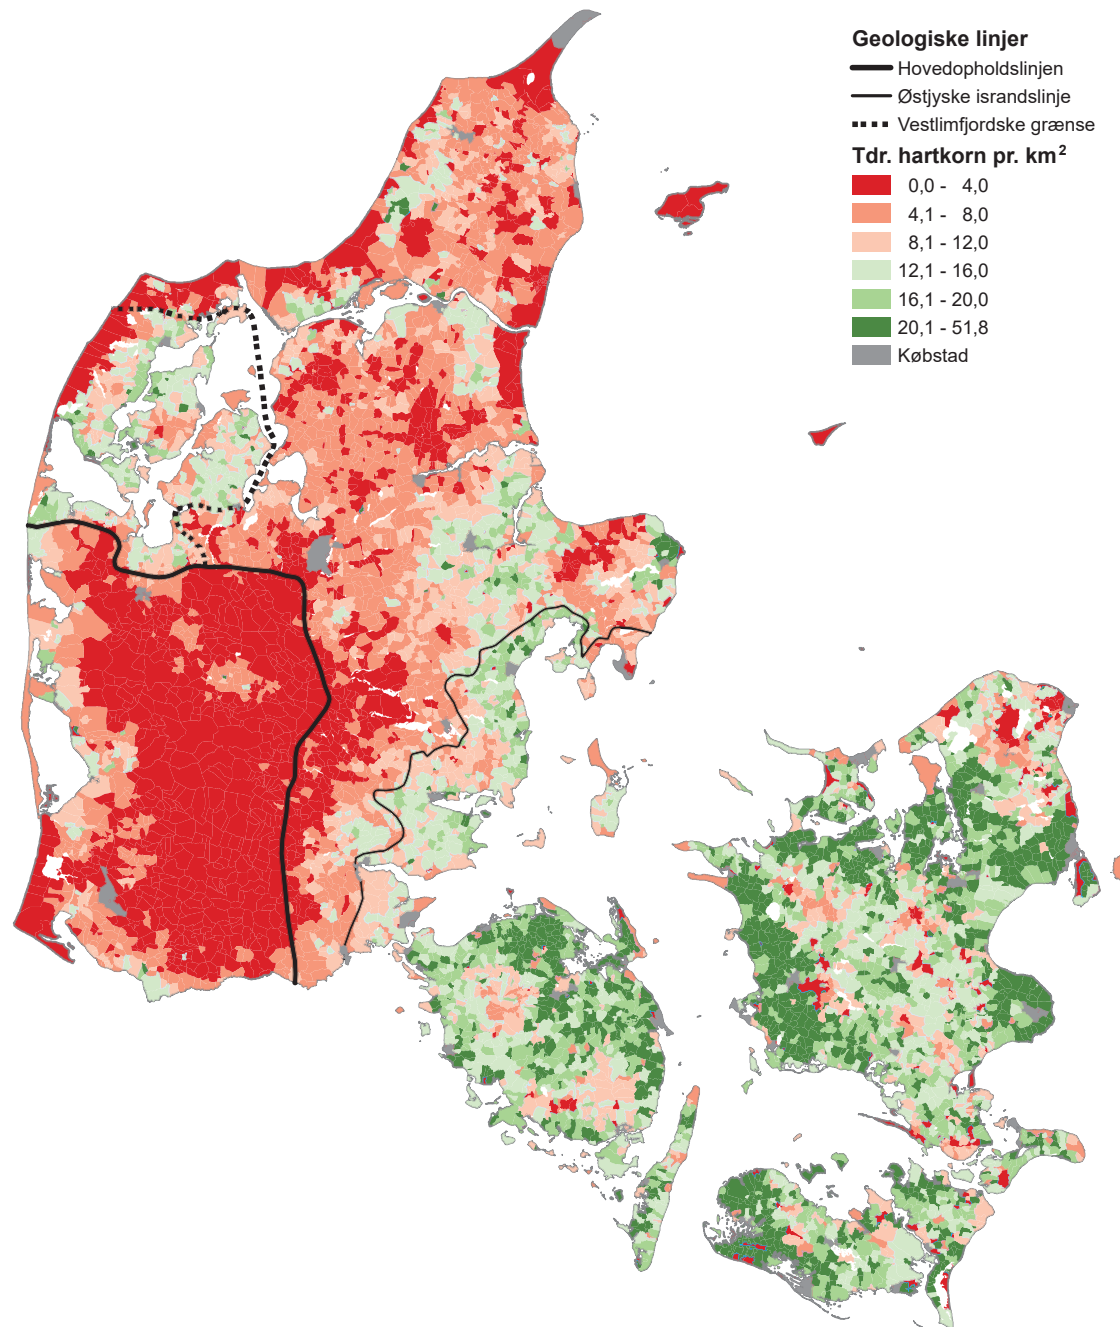 Geologiske linjer
Hovedopholdslinjen
Østjyske israndslinje
Vestlimfjordske grænse
Tdr. hartkorn pr. km²
0,0 - 4,0
4,1 - 8,0
8,1 - 12,0
12,1 - 16,0
16,1 - 20,0
20,1 - 51,8
Købstad